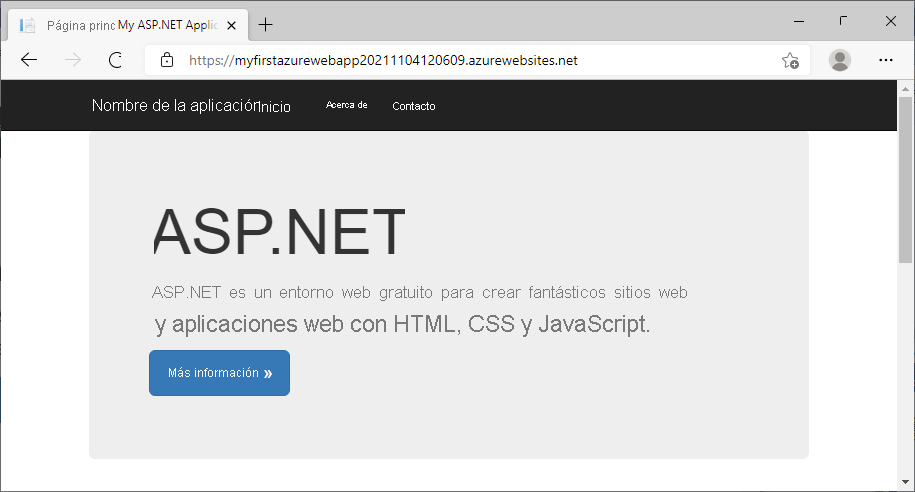 Página princ My ASP.NET Applic
https://myfirstazurewebapp20211104120609.azurewebsites.net
Nombre de la aplicación Inicio Acerca de Contacto
ASP.NET
ASP.NET es un entorno web gratuito para crear fantásticos sitios web
y aplicaciones web con HTML, CSS y JavaScript.
Más información »